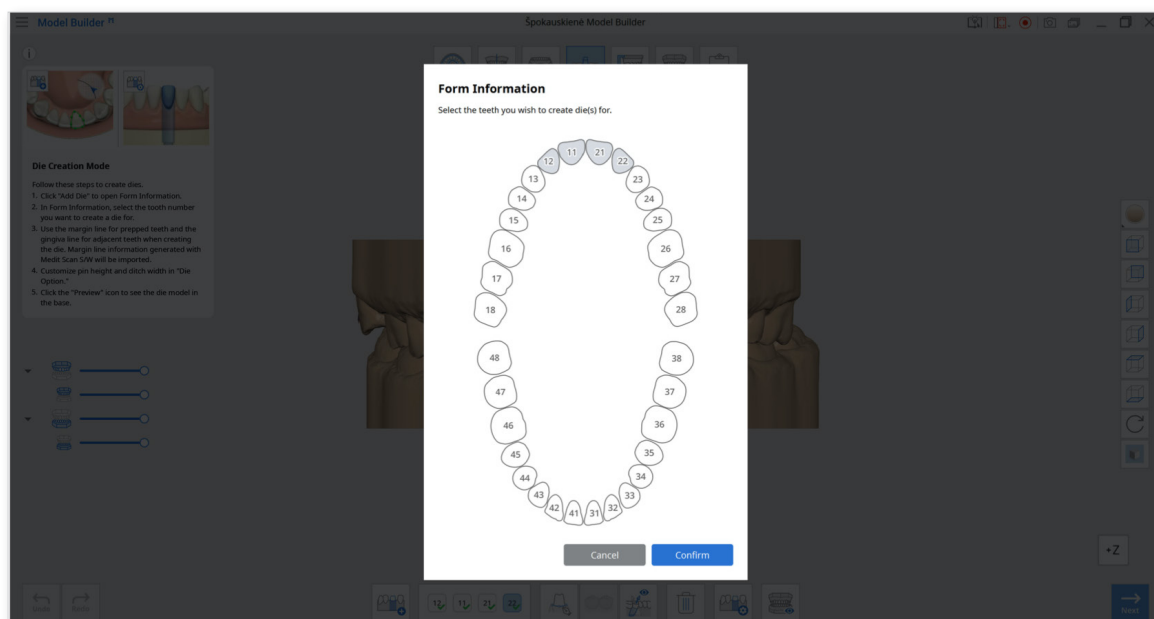 Model Builder
Špokauskienė Model Builder
Form Information
Select the teeth you wish to create die(s) for.
Die Creation Mode
Follow these steps to create dies.
1. Click "Add Die" to open Form Information.
2. In Form Information, select the tooth number
you want to create a die for.
3. Use the margin line for prepped teeth and the
gingiva line for adjacent teeth when creating
the die. Margin line information generated with
Medit Scan S/W will be imported.
4. Customize pin height and ditch width in "Die
Option."
5. Click the "Preview" icon to see the die model in
the base.
12 11 21 22
13 23
14 24
15 25
16 26
17 27
18 28
48 38
47 37
46 36
45 35
44 34
43 33
42 41 31 32
Cancel Confirm
Z
Undo Redo
12 11 21 22
Next